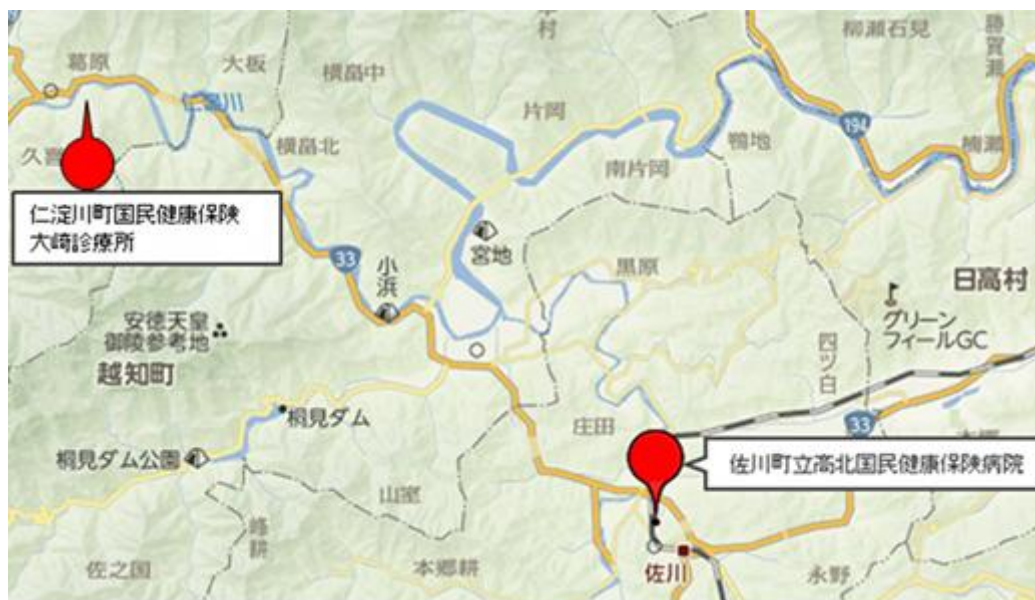 村
柳瀬石見
勝賀瀬
葛原
大板
横畠中
仁淀川
片岡
194
久喜
横畠北
南片岡
鴨地
楠瀬
仁淀川町国民健康保険
大崎診療所
33
宮地
黒原
日高村
小浜
安徳天皇
御陵参考地
グリーン
フィールGC
四ツ白
越知町
桐見ダム
庄田
33
桐見ダム公園
佐川町立高北国民健康保険病院
山室
峰耕
佐之国
本郷耕
佐川
永野